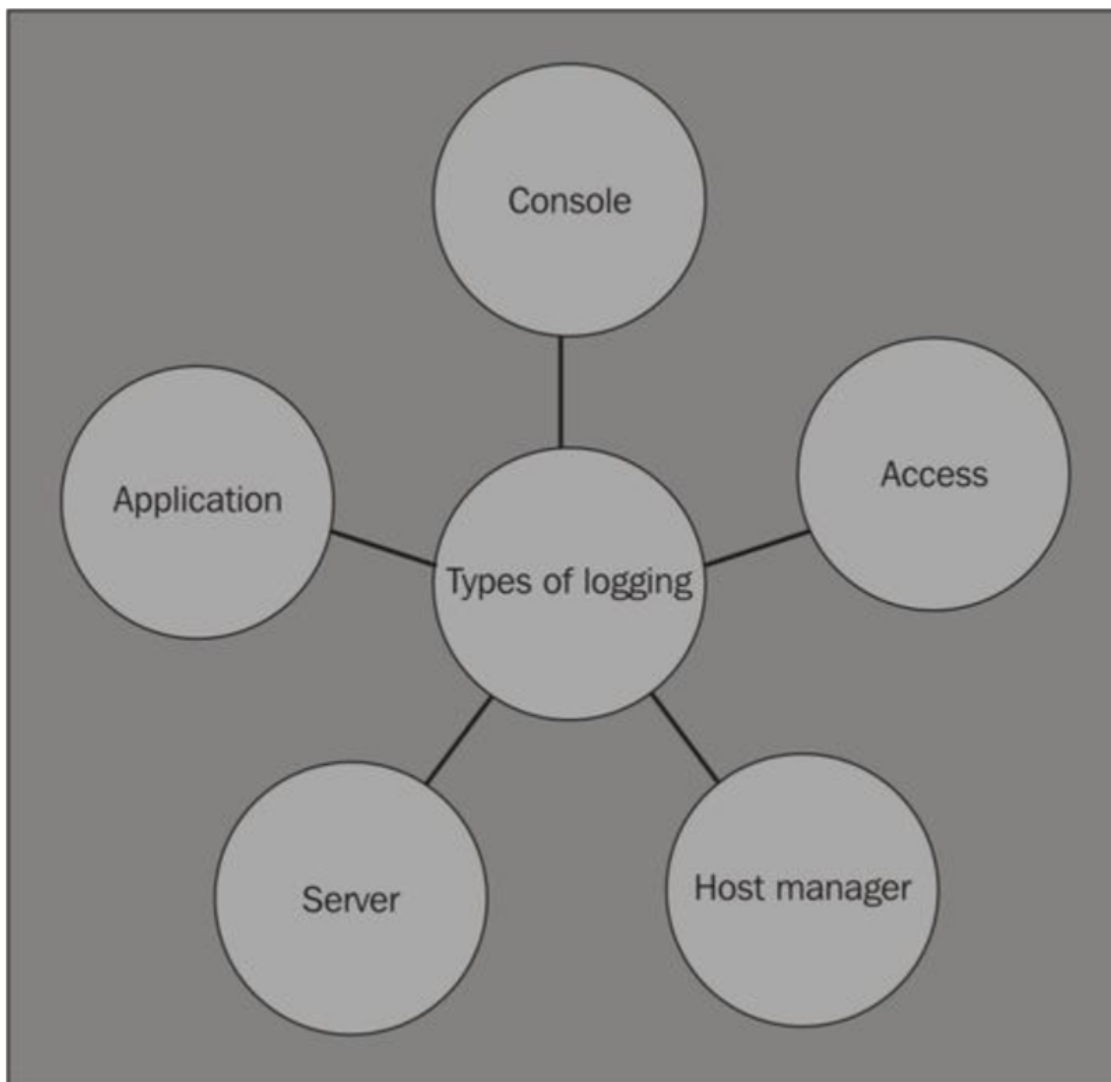 Console
Access
Application
Types of logging
Host manager
Server